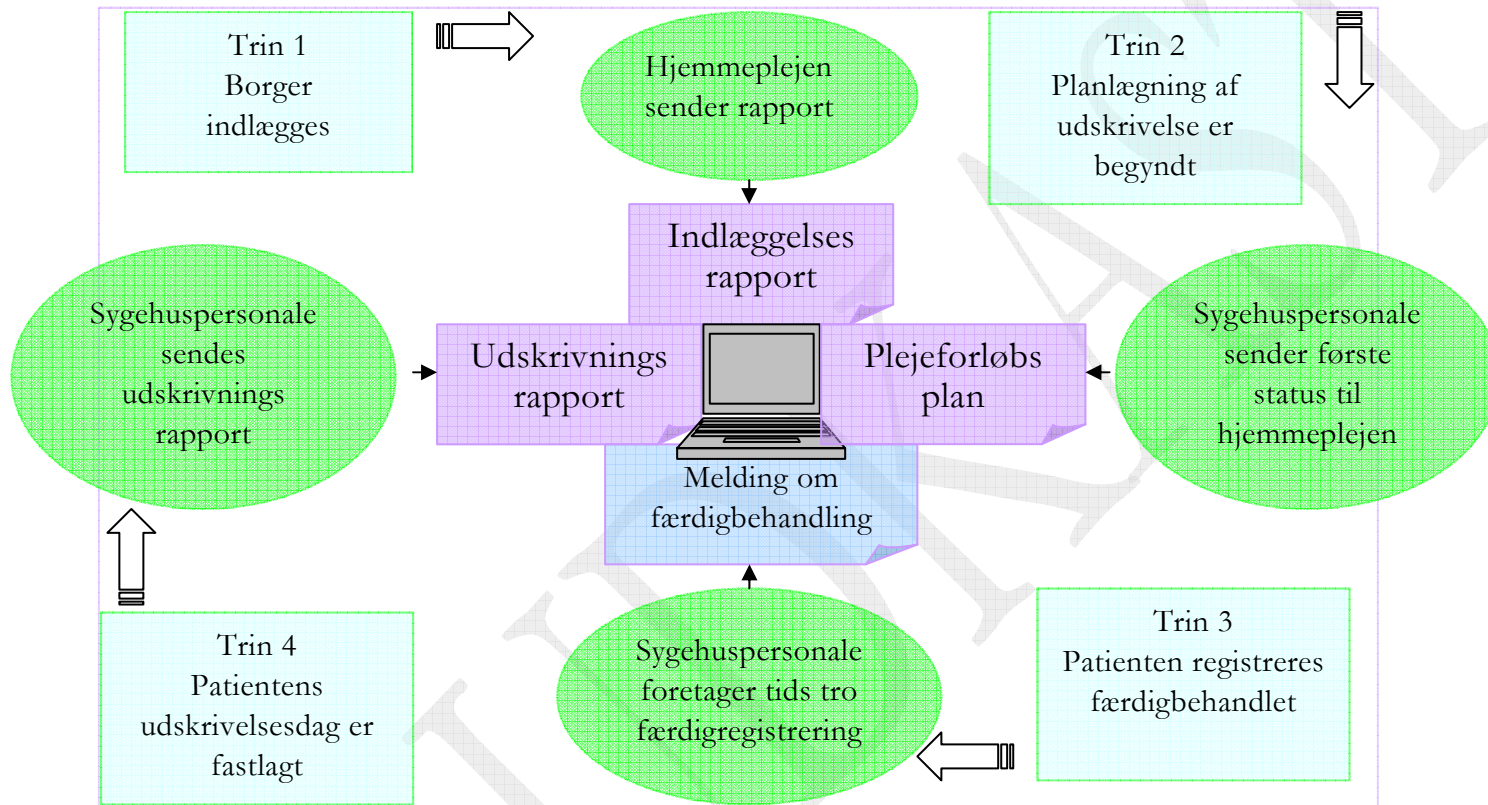 Trin 1
Borger
indlægges
Hjemmeplejen
sender rapport
Trin 2
Planlægning af
udskrivelse er
begyndt
Indlæggelses
rapport
Sygehuspersonale
sendes
udskrivnings
rapport
Udskrivnings
rapport
Plejeforløbs
plan
Sygehuspersonale
sender første
status til
hjemmeplejen
Melding om
færdigbehandling
Trin 4
Patientens
udskrivelsesdag er
fastlagt
Sygehuspersonale
foretager tids tro
færdigregistrering
Trin 3
Patienten registreres
færdigbehandlet